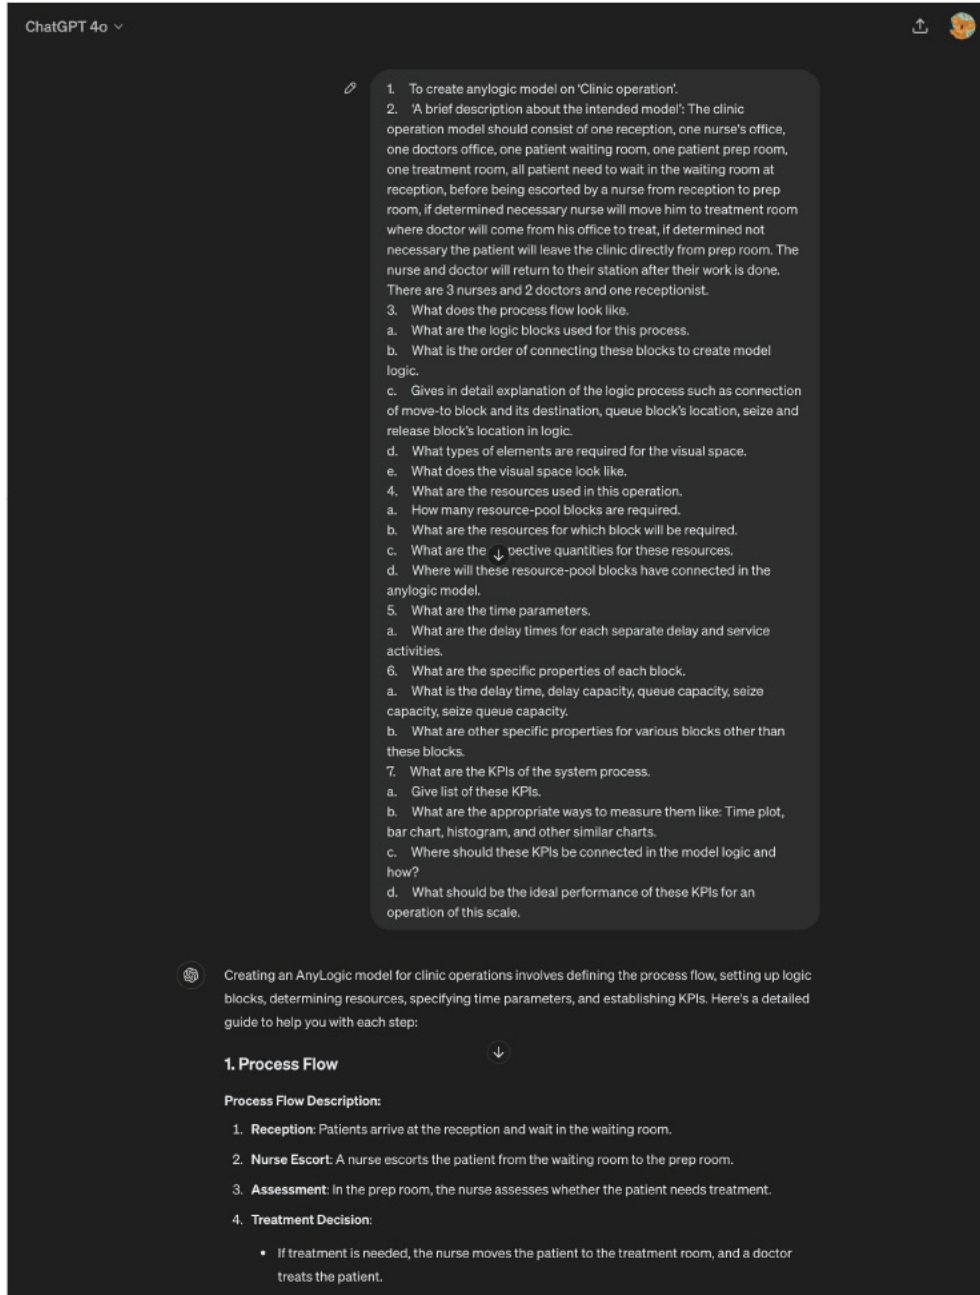 ChatGPT 4o
1. To create anylogic model on 'Clinic operation'.
2. 'A brief description about the intended model': The clinic
operation model should consist of one reception, one nurse's office,
one doctors office, one patient waiting room, one patient prep room,
one treatment room, all patient need to wait in the waiting room at
reception, before being escorted by a nurse from reception to prep
room, if determined necessary nurse will move him to treatment room
where doctor will come from his office to treat, if determined not
necessary the patient will leave the clinic directly from prep room. The
nurse and doctor will return to their station after their work is done.
There are 3 nurses and 2 doctors and one receptionist.
3. What does the process flow look like.
a. What are the logic blocks used for this process.
b. What is the order of connecting these blocks to create model
logic.
c. Gives in detail explanation of the logic process such as connection
of move-to block and its destination, queue block's location, seize and
release block's location in logic.
d. What types of elements are required for the visual space.
e. What does the visual space look like.
4. What are the resources used in this operation.
a. How many resource-pool blocks are required.
b. What are the resources for which block will be required.
c. What are the pective quantities for these resources.
d. Where will these resource-pool blocks have connected in the
anylogic model.
5. What are the time parameters.
a. What are the delay times for each separate delay and service
activities.
6. What are the specific properties of each block.
a. What is the delay time, delay capacity, queue capacity, seize
capacity, seize queue capacity.
b. What are other specific properties for various blocks other than
these blocks.
7. What are the KPIs of the system process.
a. Give list of these KPIs.
b. What are the appropriate ways to measure them like: Time plot,
bar chart, histogram, and other similar charts.
c. Where should these KPIs be connected in the model logic and
how?
d. What should be the ideal performance of these KPIs for an
operation of this scale.
Creating an AnyLogic model for clinic operations involves defining the process flow, setting up logic
blocks, determining resources, specifying time parameters, and establishing KPIs. Here's a detailed
guide to help you with each step:
1. Process Flow
Process Flow Description:
1. Reception: Patients arrive at the reception and wait in the waiting room.
2. Nurse Escort: A nurse escorts the patient from the waiting room to the prep room.
3. Assessment: In the prep room, the nurse assesses whether the patient needs treatment.
4. Treatment Decision:
• If treatment is needed, the nurse moves the patient to the treatment room, and a doctor
treats the patient.